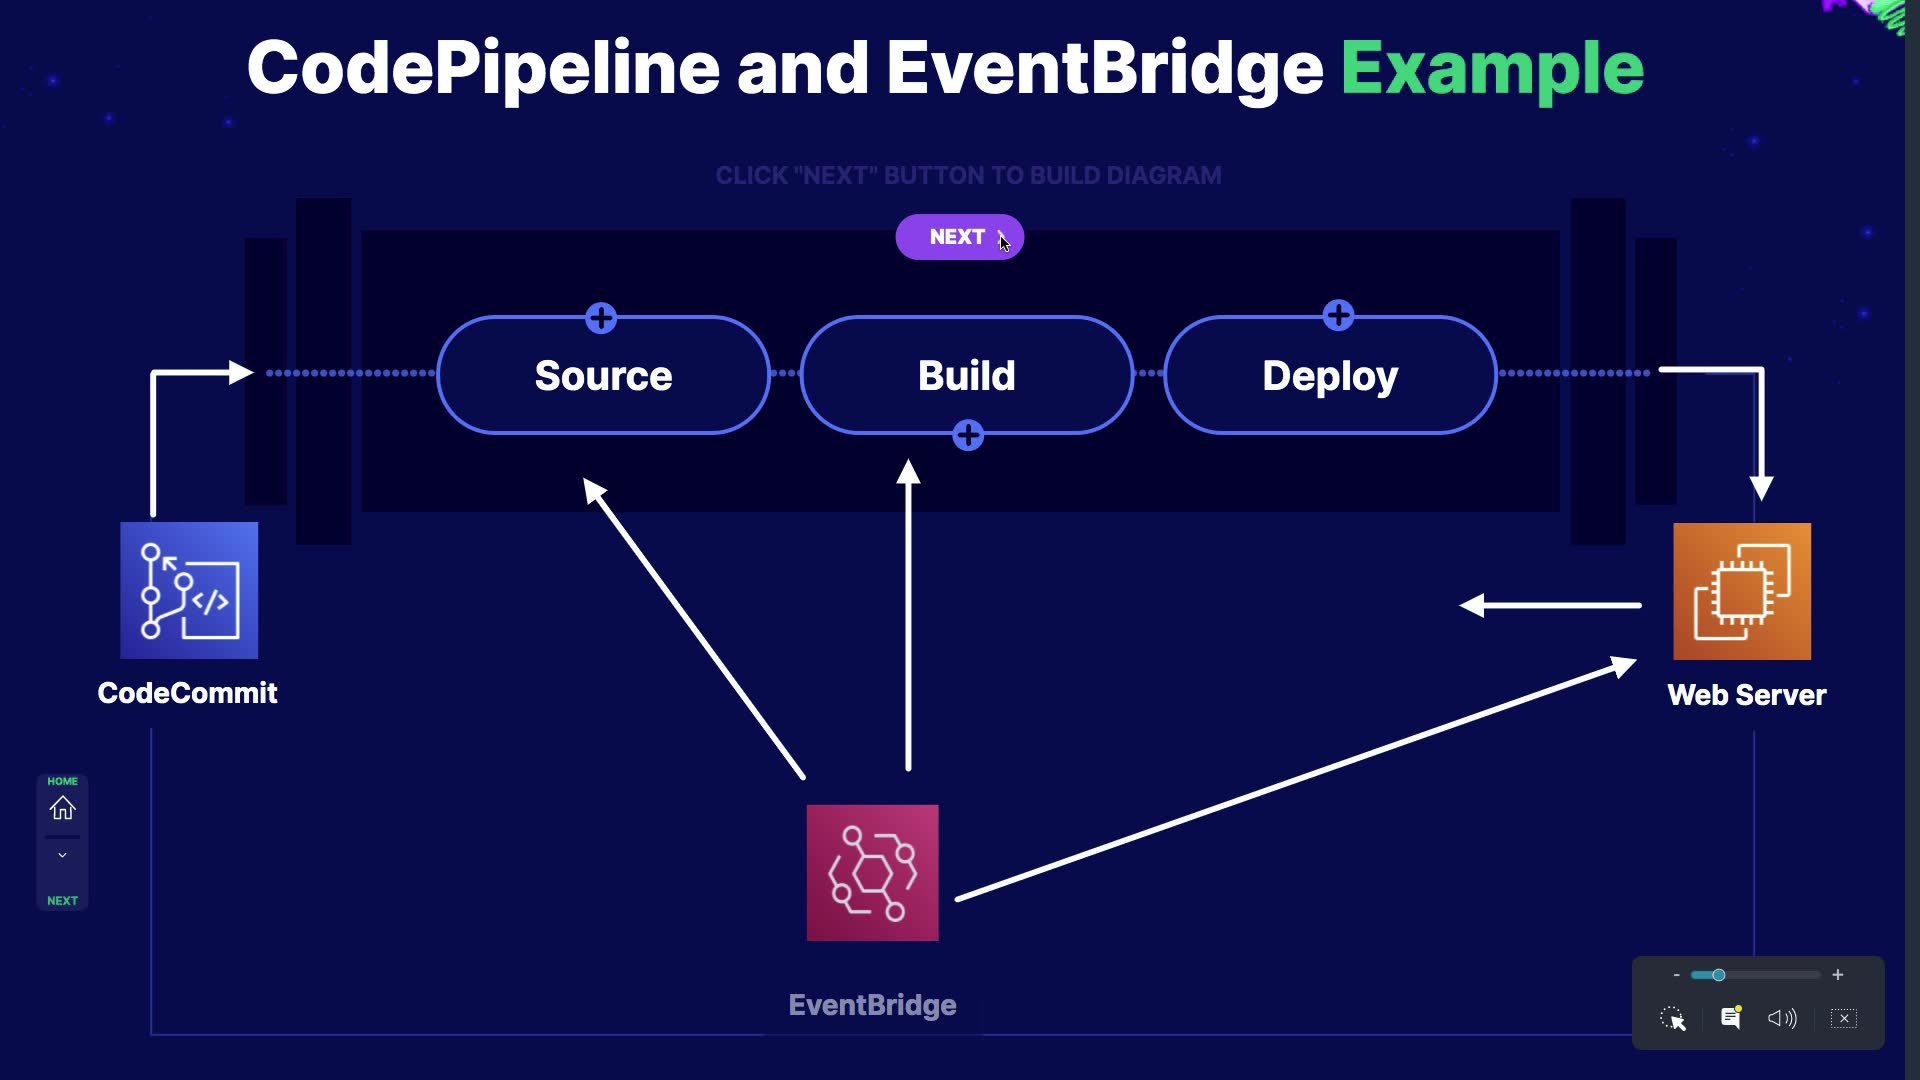 CodePipeline and EventBridge Example
CLICK "NEXT" BUTTON TO BUILD DIAGRAM
NEXT
Source
Build
Deploy
</>
CodeCommit
Web Server
HOME
NEXT
EventBridge